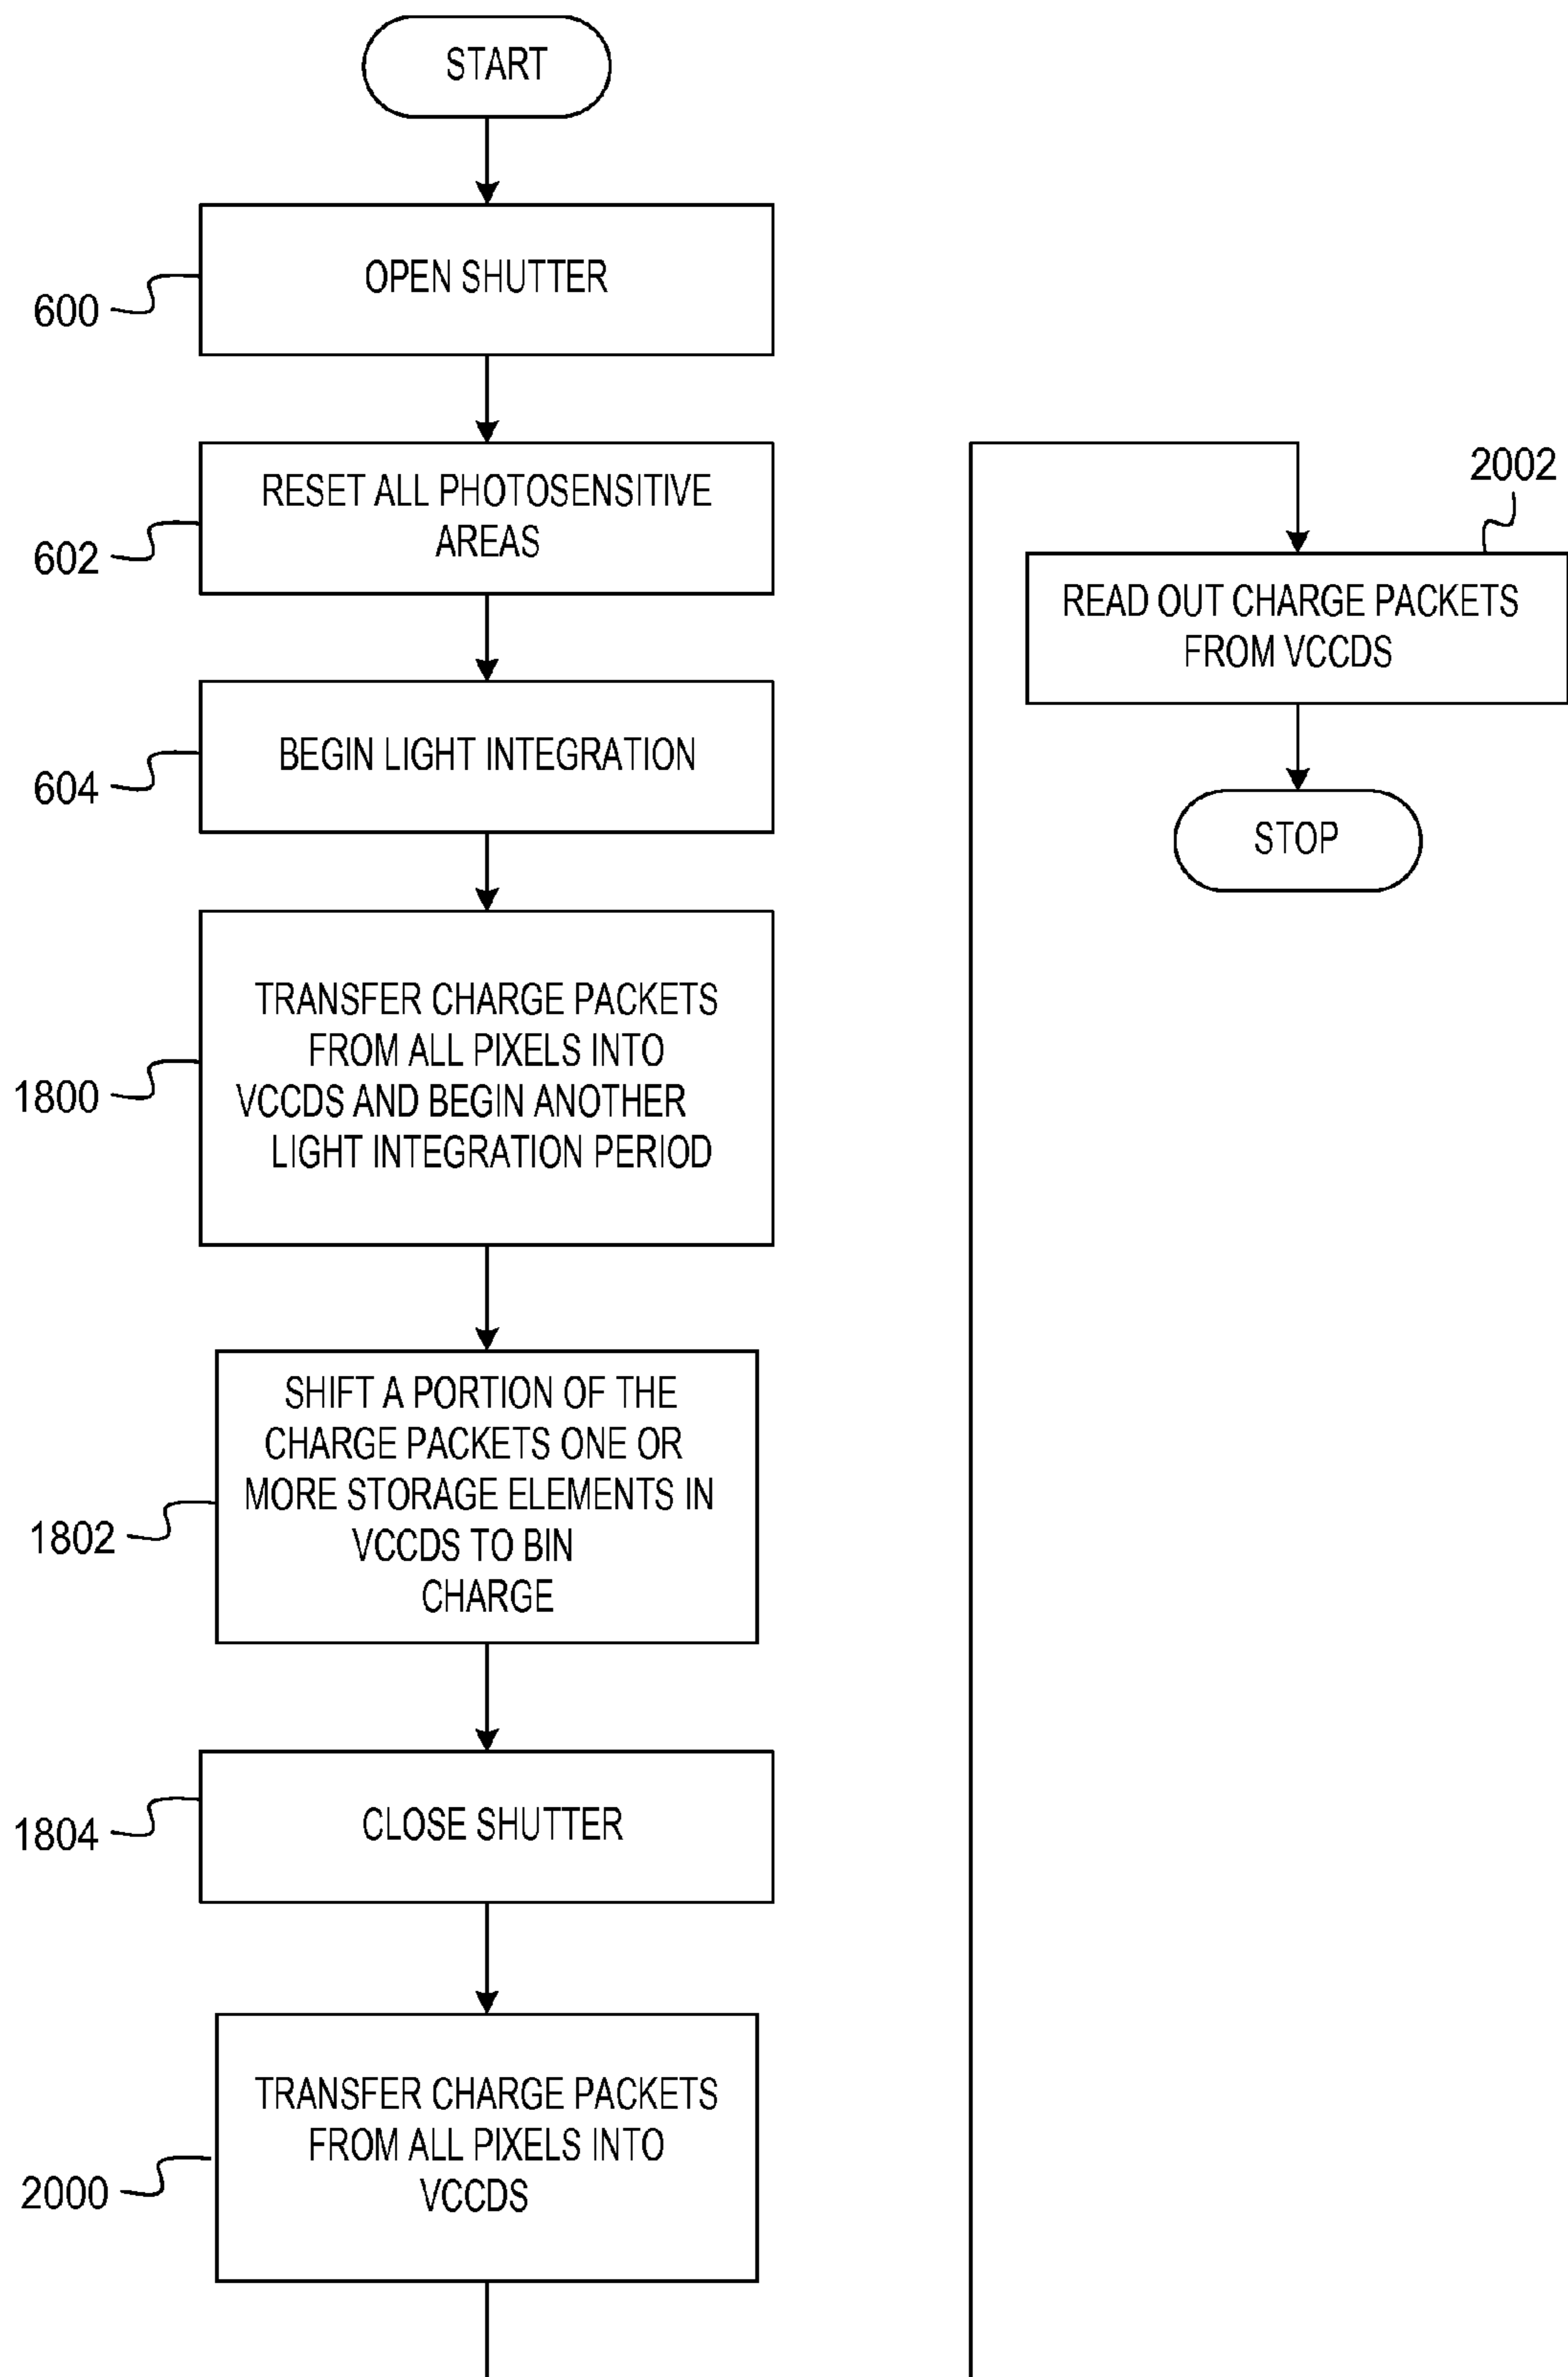 START
OPEN SHUTTER
600
RESET ALL PHOTOSENSITIVE
AREAS
602
BEGIN LIGHT INTEGRATION
604
TRANSFER CHARGE PACKETS
FROM ALL PIXELS INTO
VCCDS AND BEGIN ANOTHER
LIGHT INTEGRATION PERIOD
1800
SHIFT A PORTION OF THE
CHARGE PACKETS ONE OR
MORE STORAGE ELEMENTS IN
VCCDS TO BIN
CHARGE
1802
CLOSE SHUTTER
1804
TRANSFER CHARGE PACKETS
FROM ALL PIXELS INTO
VCCDS
2000
2002
READ OUT CHARGE PACKETS
FROM VCCDS
STOP